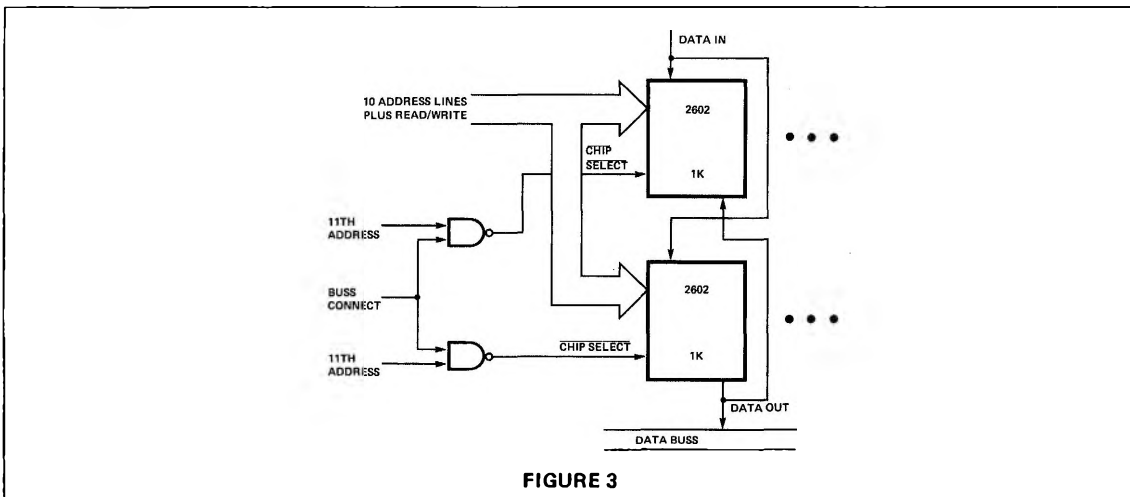 DATA IN
10 ADDRESS LINES
PLUS READ/WRITE
2602
CHIP
SELECT
1K
11TH
ADDRESS
BUSS
CONNECT
2602
CHIP SELECT
1K
11TH
ADDRESS
DATA OUT
DATA BUSS
FIGURE 3